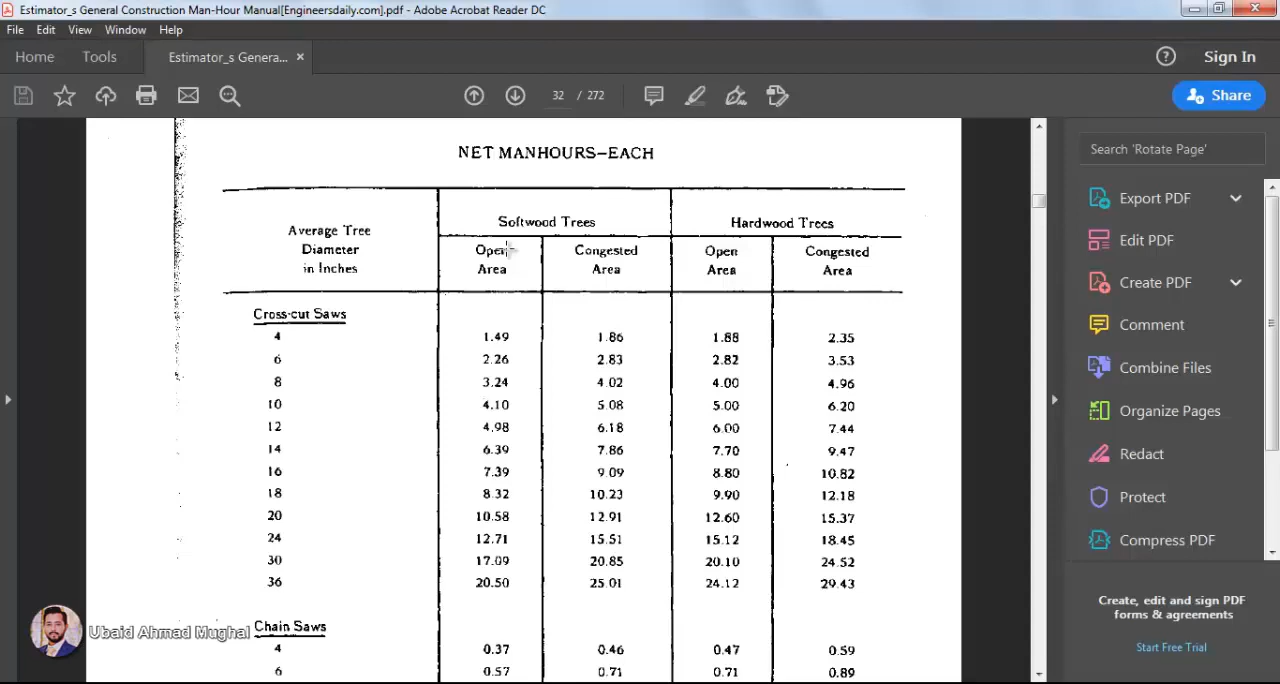 Estimator_s General Construction Man-Hour Manual[Engineersdaily.com].pdf - Adobe Acrobat Reader DC
File Edit View Window Help
Home Tools Estimator_s Genera... × Sign In
32 / 272 Share
NET MANHOURS—EACH
Average Tree Diameter in Inches
Softwood Trees Hardwood Trees
Open Area Congested Area Open Area Congested Area
Cross-cut Saws
4 1.49 1.86 1.88 2.35
6 2.26 2.83 2.82 3.53
8 3.24 4.02 4.00 4.96
10 4.10 5.08 5.00 6.20
12 4.98 6.18 6.00 7.44
14 6.39 7.86 7.70 9.47
16 7.39 9.09 8.80 10.82
18 8.32 10.23 9.90 12.18
20 10.58 12.91 12.60 15.37
24 12.71 15.51 15.12 18.45
30 17.09 20.85 20.10 24.52
36 20.50 25.01 24.12 29.43
Chain Saws
4 0.37 0.46 0.47 0.59
6 0.57 0.71 0.71 0.89
Ubaid Ahmad Mughal
Search 'Rotate Page'
Export PDF
Edit PDF
Create PDF
Comment
Combine Files
Organize Pages
Redact
Protect
Compress PDF
Create, edit and sign PDF
forms & agreements
Start Free Trial